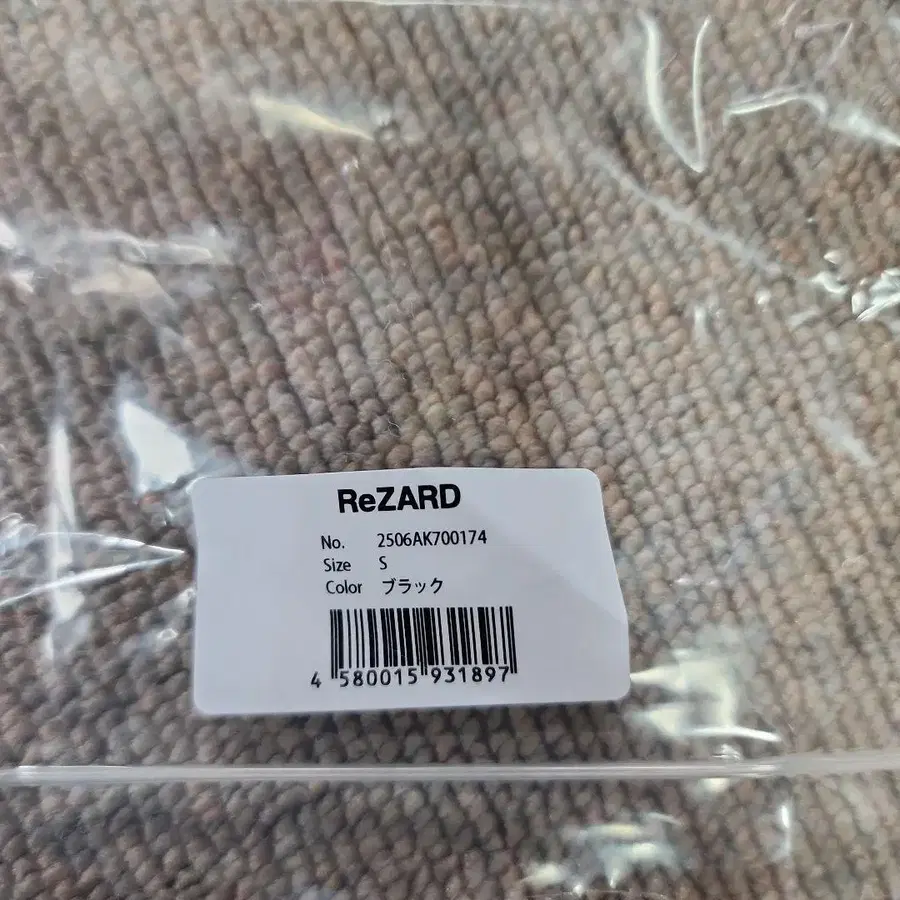 ReZARD
No. 2506AK700174
Size S
Color ブラック
4 580015 931897